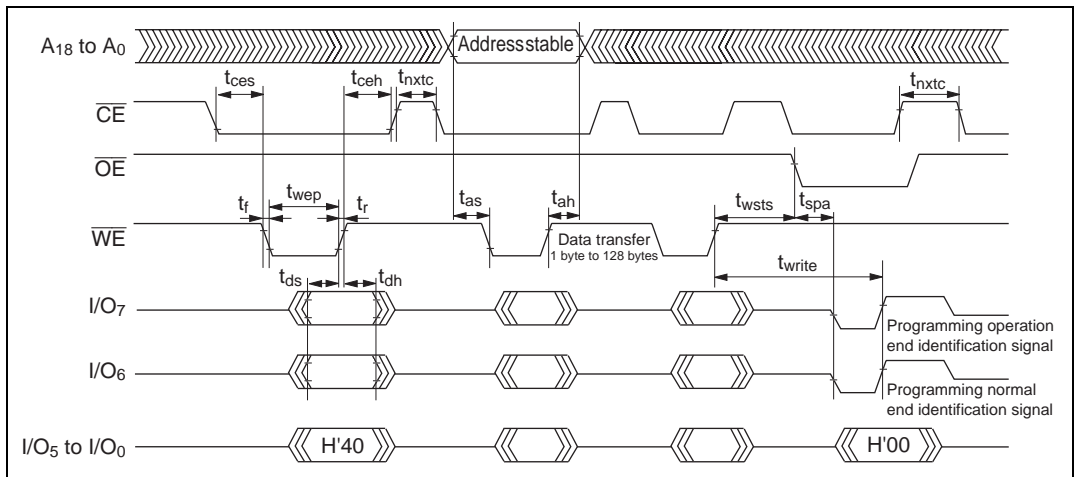 A18 to A0
Address stable
tces
tceh
tnxtc
tnxtc
CE
OE
tf
twep
tr
tas
tah
twsts
tspa
WE
Data transfer
1 byte to 128 bytes
twrite
tds
tdh
I/O7
Programming operation
end identification signal
I/O6
Programming normal
end identification signal
I/O5 to I/O0
H'40
H'00